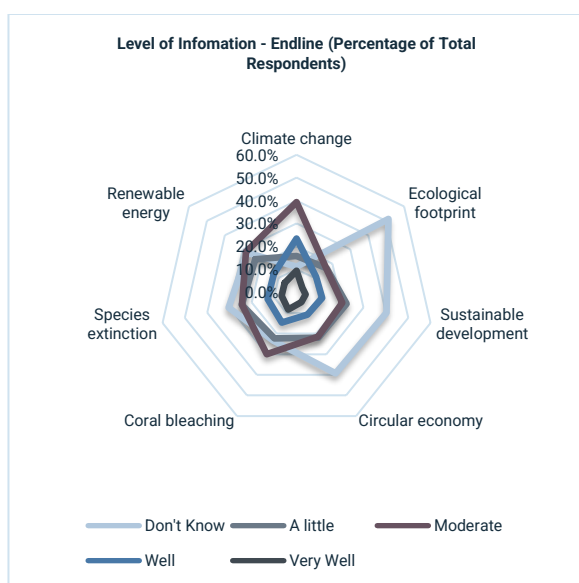 Level of Infomation - Endline (Percentage of Total
Respondents)
Climate change
60.0%
50.0%
40.0%
30.0%
20.0%
10.0%
0.0%
Ecological
footprint
Sustainable
development
Circular economy
Coral bleaching
Species
extinction
Renewable
energy
Don't Know
A little
Moderate
Well
Very Well